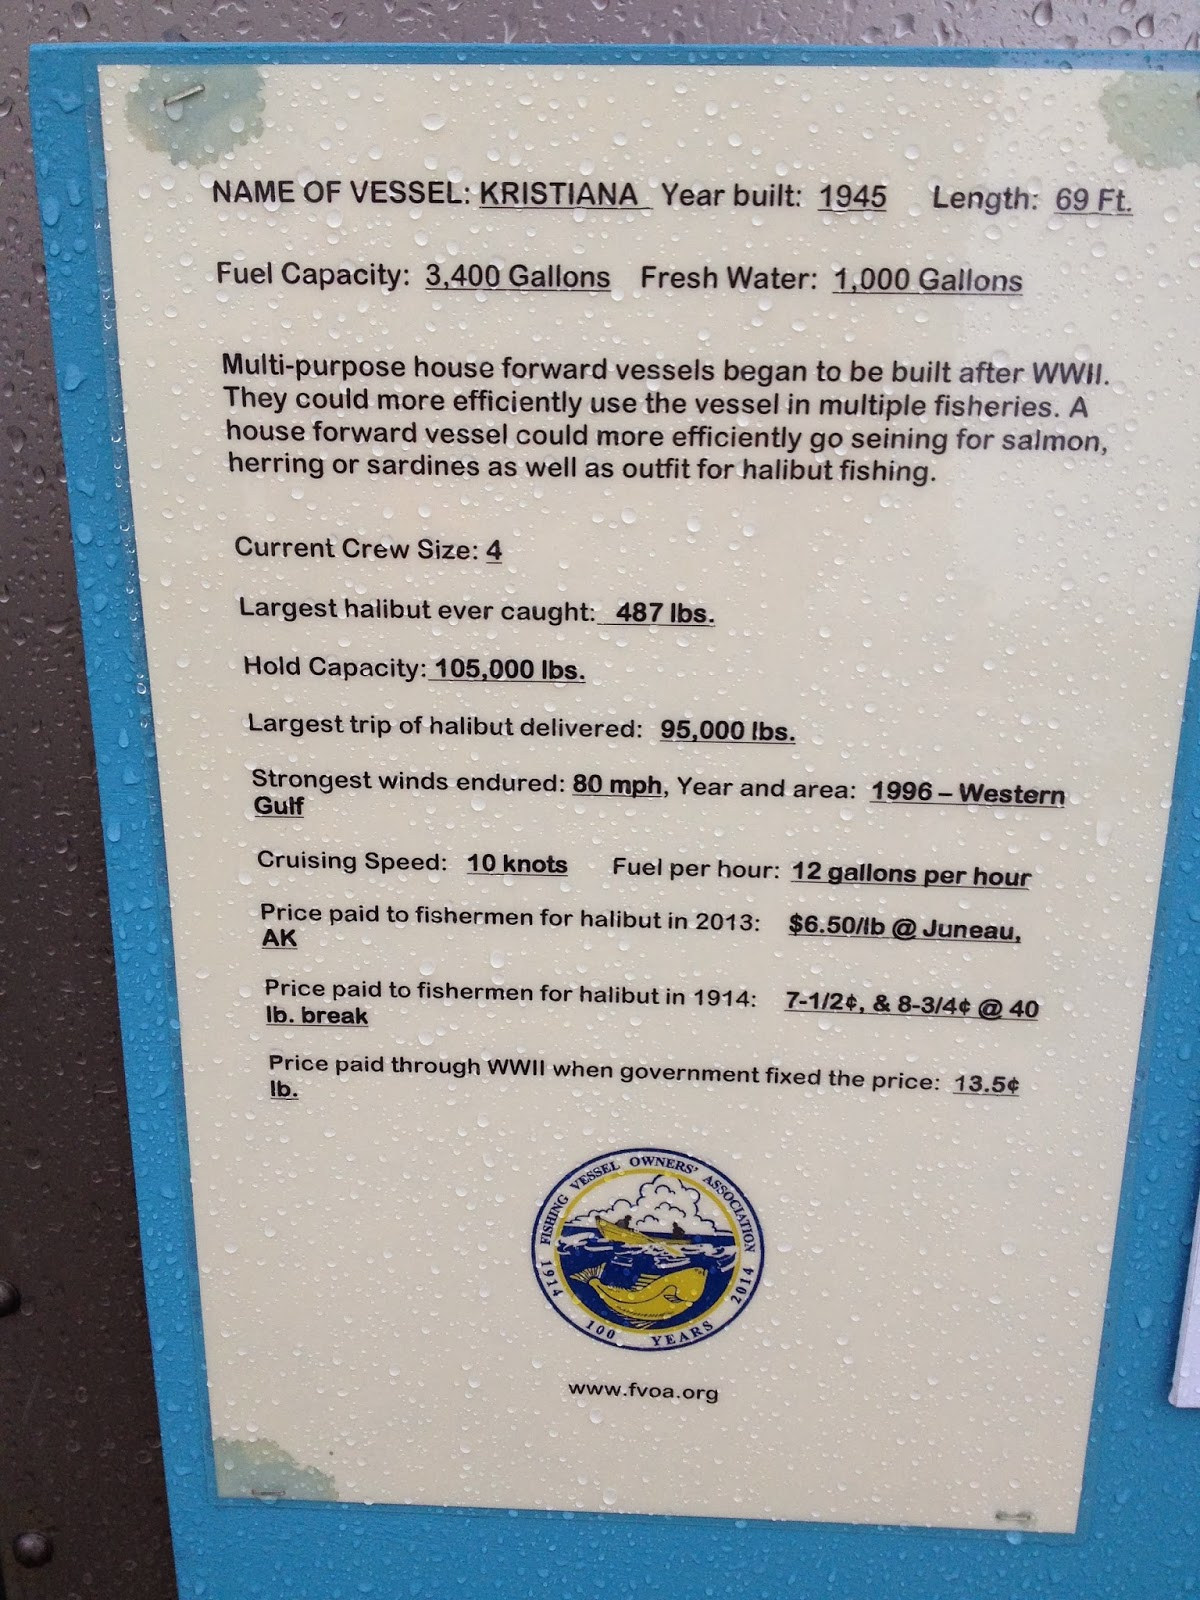 NAME OF VESSEL: KRISTIANA Year built: 1945 Length: 69 Ft.
Fuel Capacity: 3,400 Gallons Fresh Water: 1,000 Gallons
Multi-purpose house forward vessels began to be built after WWII.
They could more efficiently use the vessel in multiple fisheries. A
house forward vessel could more efficiently go seining for salmon,
herring or sardines as well as outfit for halibut fishing.
Current Crew Size: 4
Largest halibut ever caught: 487 lbs.
Hold Capacity: 105,000 lbs.
Largest trip of halibut delivered: 95,000 lbs.
Strongest winds endured: 80 mph, Year and area: 1996 – Western
Gulf
Cruising Speed: 10 knots Fuel per hour: 12 gallons per hour
Price paid to fishermen for halibut in 2013: $6.50/lb @ Juneau,
AK
Price paid to fishermen for halibut in 1914: 7-1/2¢, & 8-3/4¢ @ 40
lb. break
Price paid through WWII when government fixed the price: 13.5¢
lb.
FISHING VESSEL OWNERS' ASSOCIATION
1914 100 YEARS 2014
www.fvoa.org